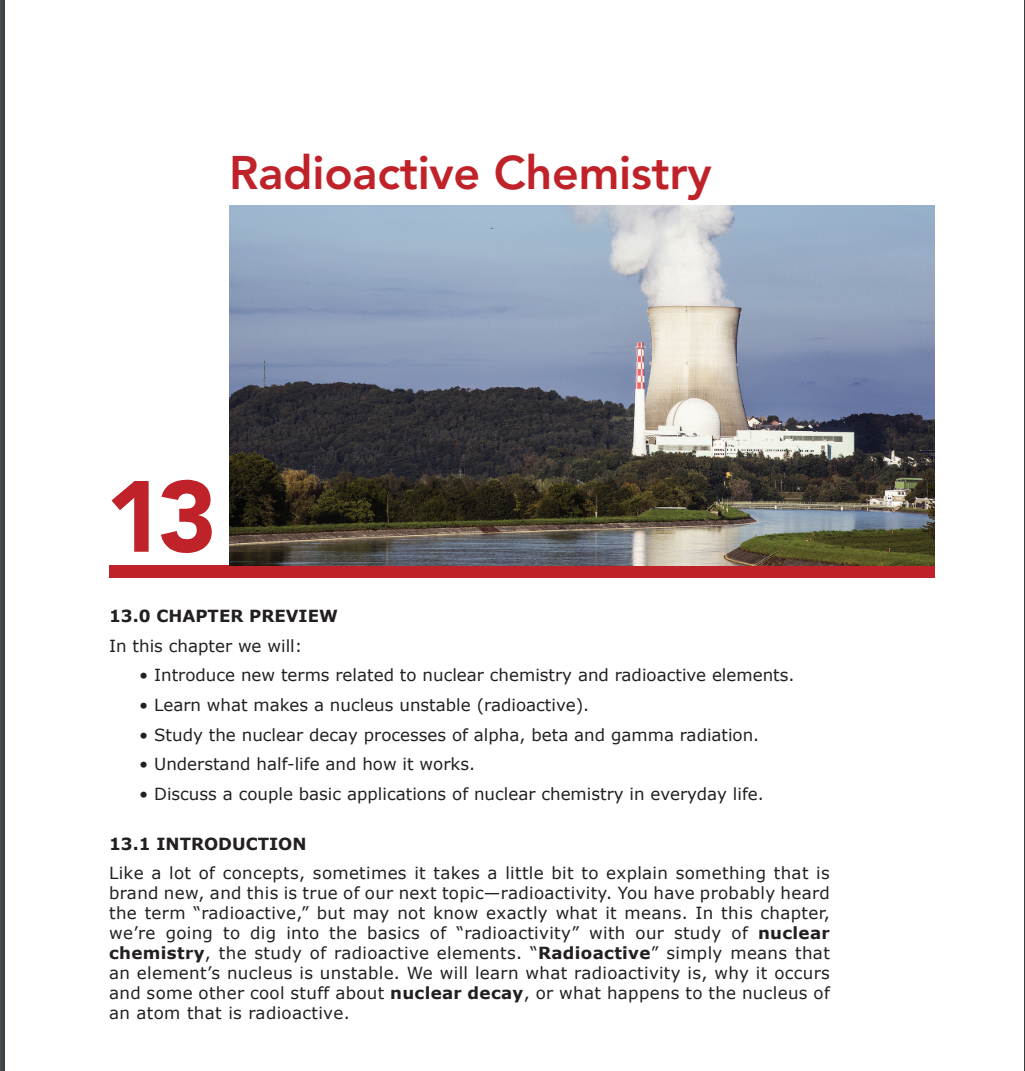 Radioactive Chemistry
13
13.0 CHAPTER PREVIEW
In this chapter we will:
• Introduce new terms related to nuclear chemistry and radioactive elements.
• Learn what makes a nucleus unstable (radioactive).
• Study the nuclear decay processes of alpha, beta and gamma radiation.
• Understand half-life and how it works.
• Discuss a couple basic applications of nuclear chemistry in everyday life.
13.1 INTRODUCTION
Like a lot of concepts, sometimes it takes a little bit to explain something that is
brand new, and this is true of our next topic—radioactivity. You have probably heard
the term “radioactive,” but may not know exactly what it means. In this chapter,
we’re going to dig into the basics of “radioactivity” with our study of nuclear
chemistry, the study of radioactive elements. “Radioactive” simply means that
an element’s nucleus is unstable. We will learn what radioactivity is, why it occurs
and some other cool stuff about nuclear decay, or what happens to the nucleus of
an atom that is radioactive.